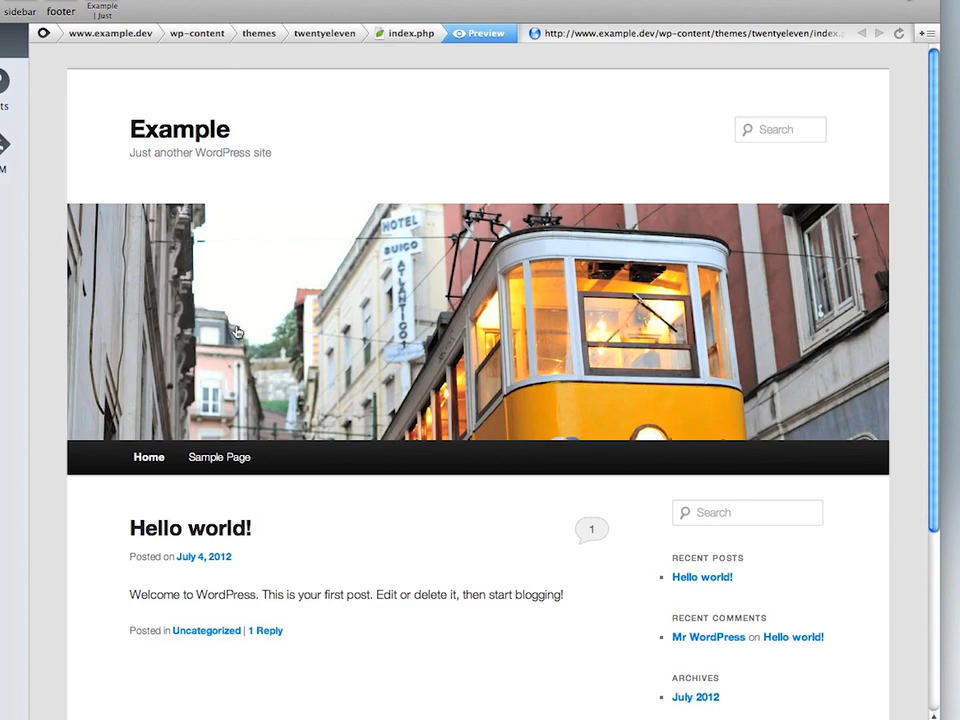 sidebar footer Example
| Just
www.example.dev wp-content themes twentyeleven index.php Preview http://www.example.dev/wp-content/themes/twentyeleven/index.p
ts
M
Example
Just another WordPress site
Search
HOTEL
SUIÇO
ATLANTICO
Home Sample Page
Hello world!
1
Posted on July 4, 2012
Welcome to WordPress. This is your first post. Edit or delete it, then start blogging!
Posted in Uncategorized | 1 Reply
Search
RECENT POSTS
Hello world!
RECENT COMMENTS
Mr WordPress on Hello world!
ARCHIVES
July 2012